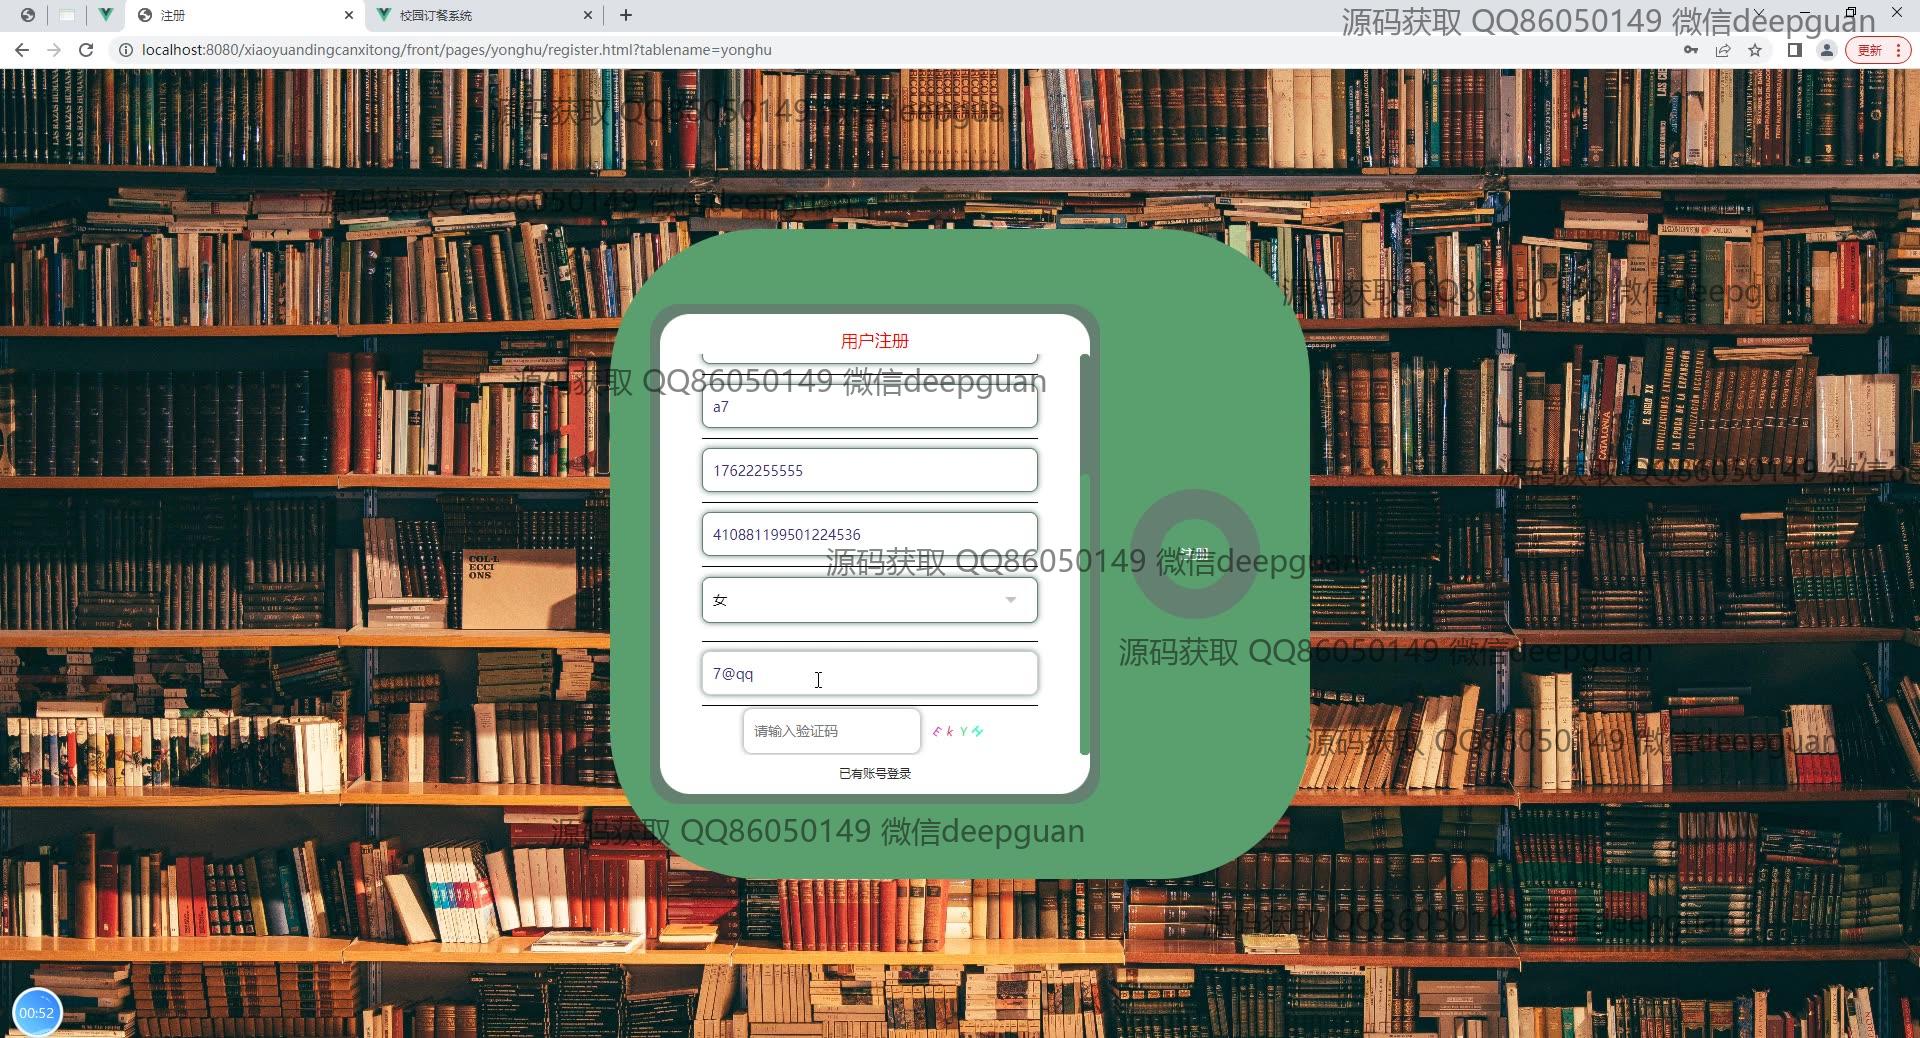 注册
校园订餐系统
源码获取 QQ86050149 微信deepguan
localhost:8080/xiaoyuandingcanxitong/front/pages/yonghu/register.html?tablename=yonghu
更新
源码获取 QQ86050149 微信deepgua
源码获取 QQ86050149 微信deepguan
源码获取 QQ86050149 微信deepguan
用户注册
源码获取 QQ86050149 微信deepguan
a7
17622255555
源码获取 QQ86050149 微信de
410881199501224536
源码获取 QQ86050149 微信deepguan
注册
COL·L
ECCI
ONS
女
源码获取 QQ86050149 微信deepguan
7@qq
请输入验证码
E k Y H
源码获取 QQ86050149 微信deepguan
已有账号登录
源码获取 QQ86050149 微信deepguan
源码获取 QQ86050149 微信deepguan
00:52